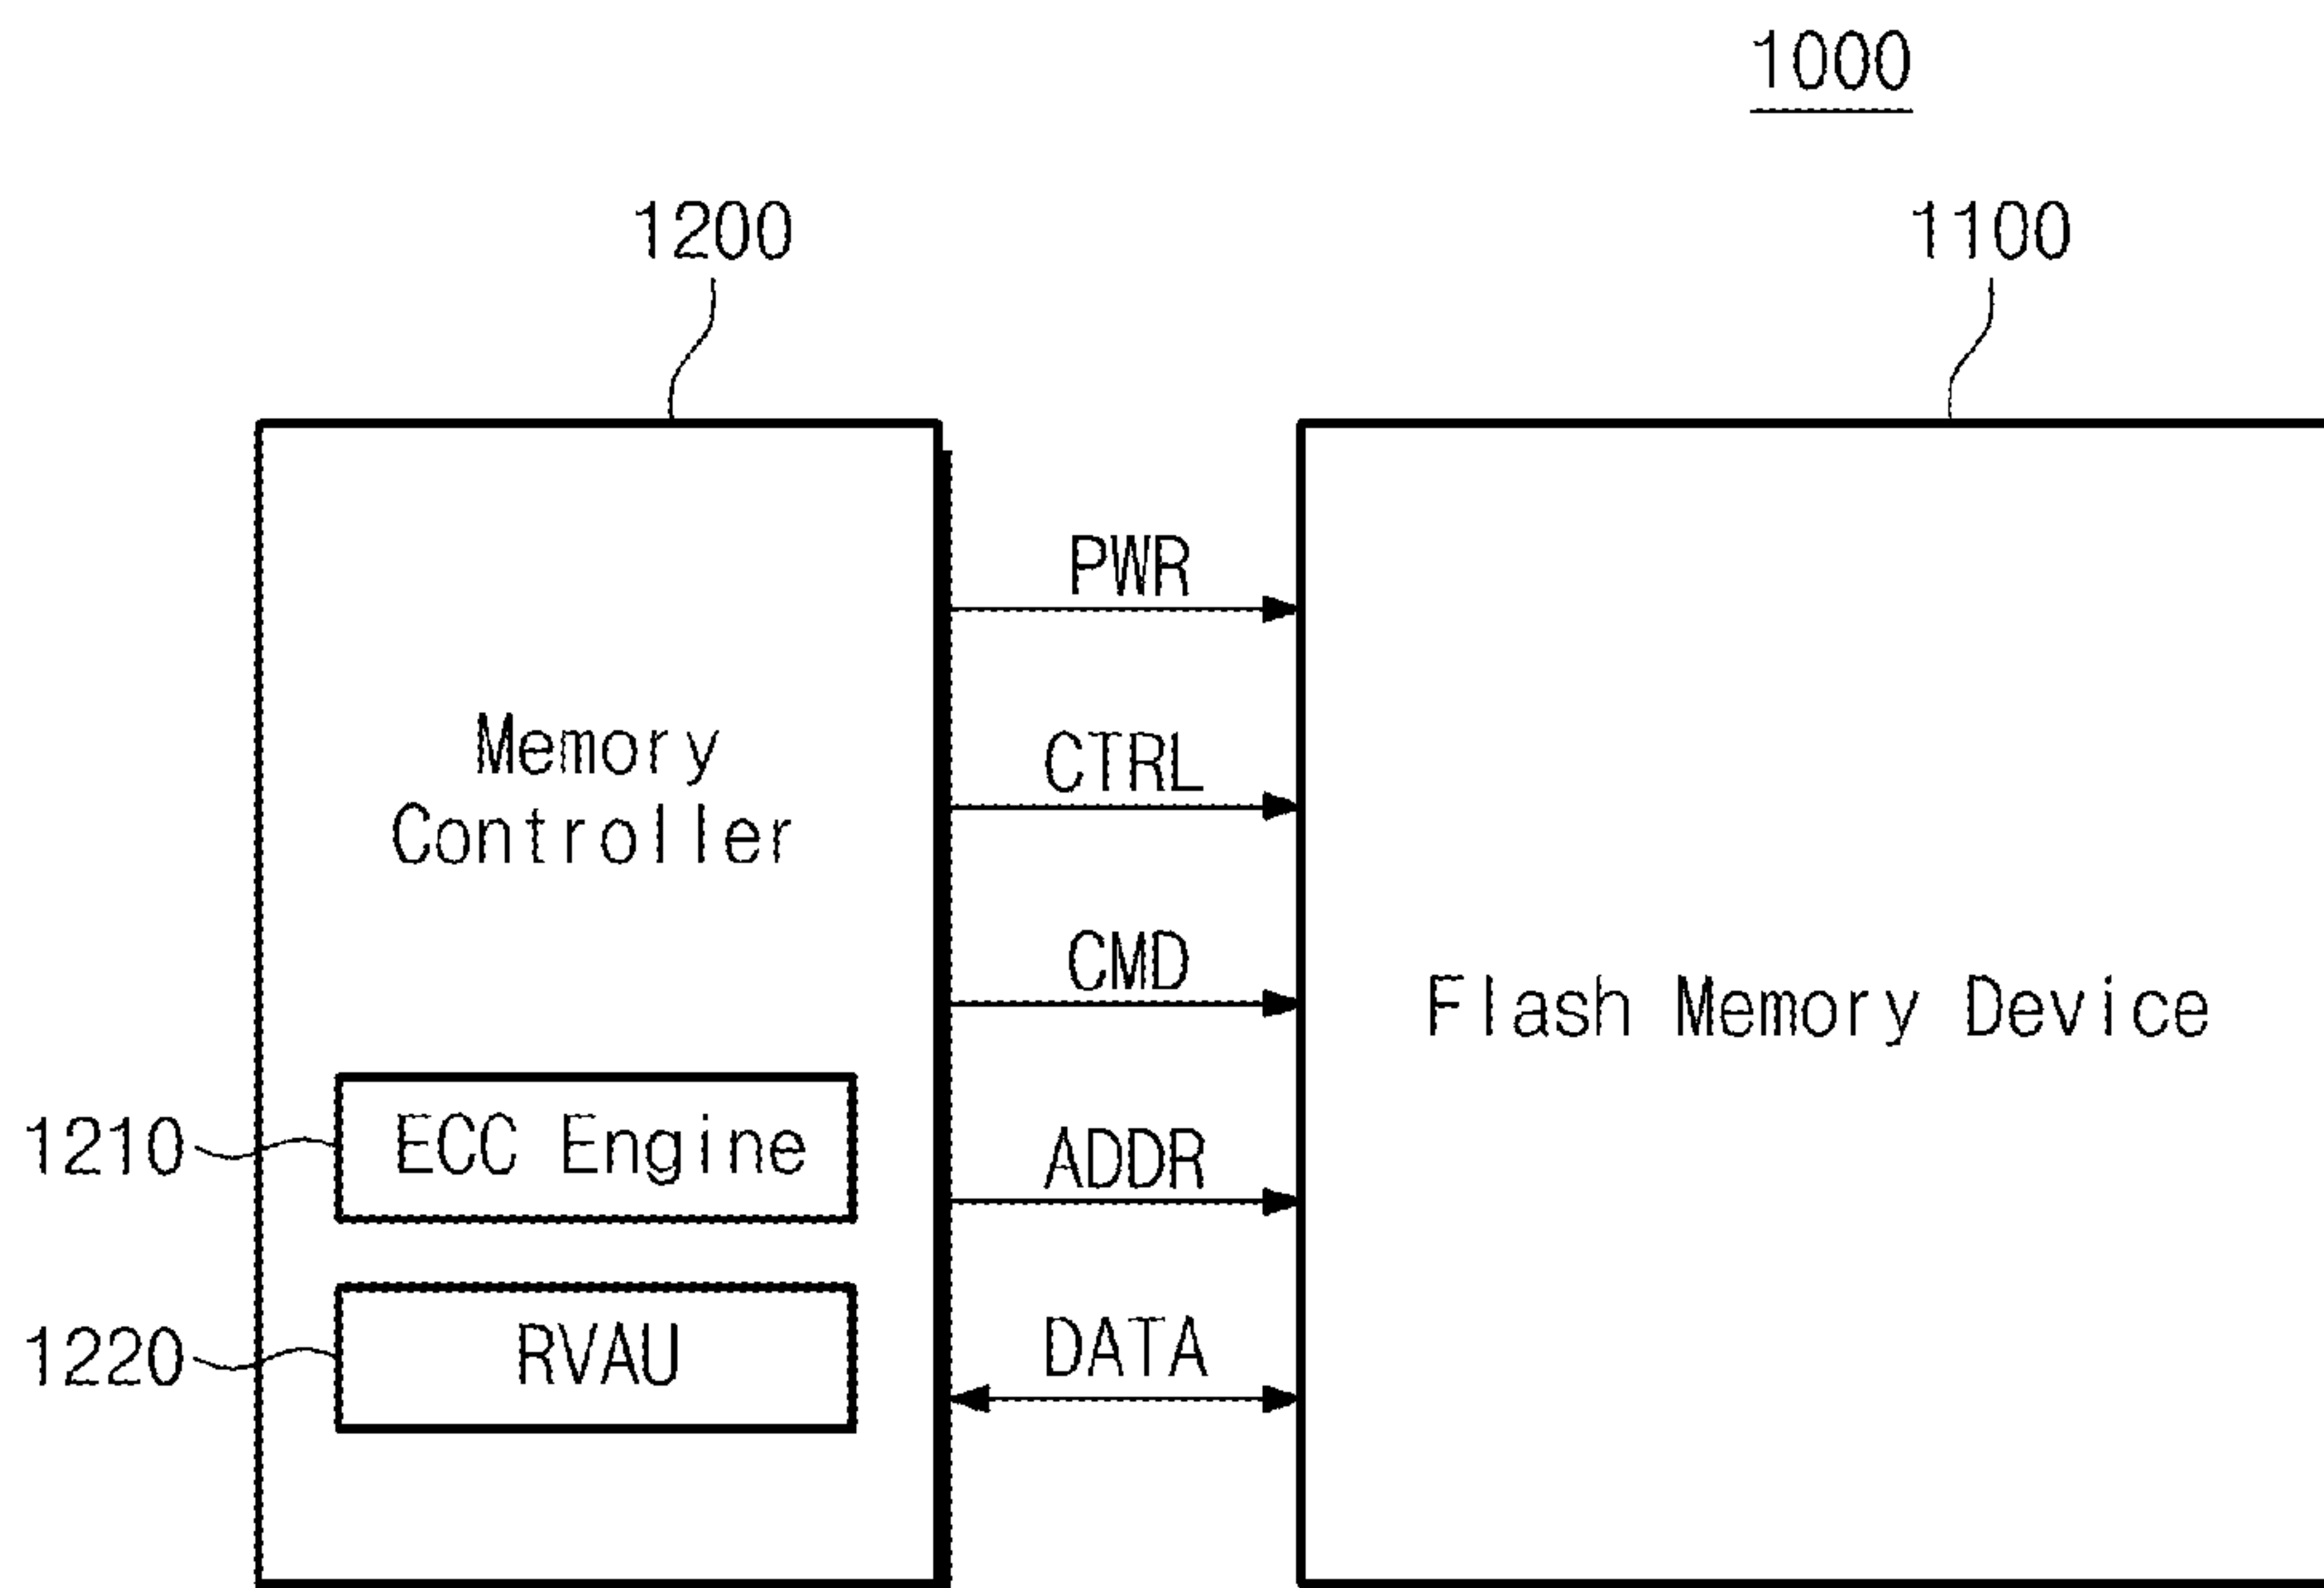 1000
1200
1100
PWR
Memory
Controller
CTRL
CMD
Flash Memory Device
1210
ECC Engine
ADDR
1220
RVAU
DATA